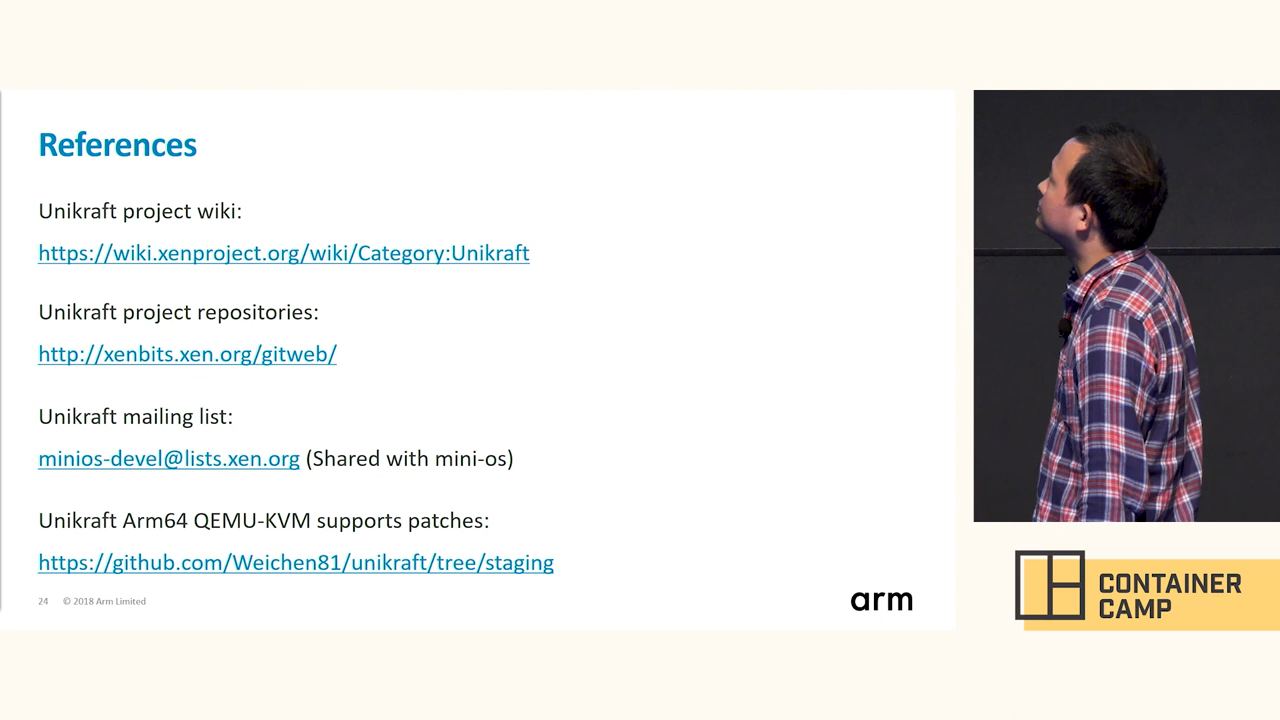 References
Unikraft project wiki:
https://wiki.xenproject.org/wiki/Category:Unikraft
Unikraft project repositories:
http://xenbits.xen.org/gitweb/
Unikraft mailing list:
minios-devel@lists.xen.org (Shared with mini-os)
Unikraft Arm64 QEMU-KVM supports patches:
https://github.com/Weichen81/unikraft/tree/staging
24 © 2018 Arm Limited
arm
CONTAINER
CAMP